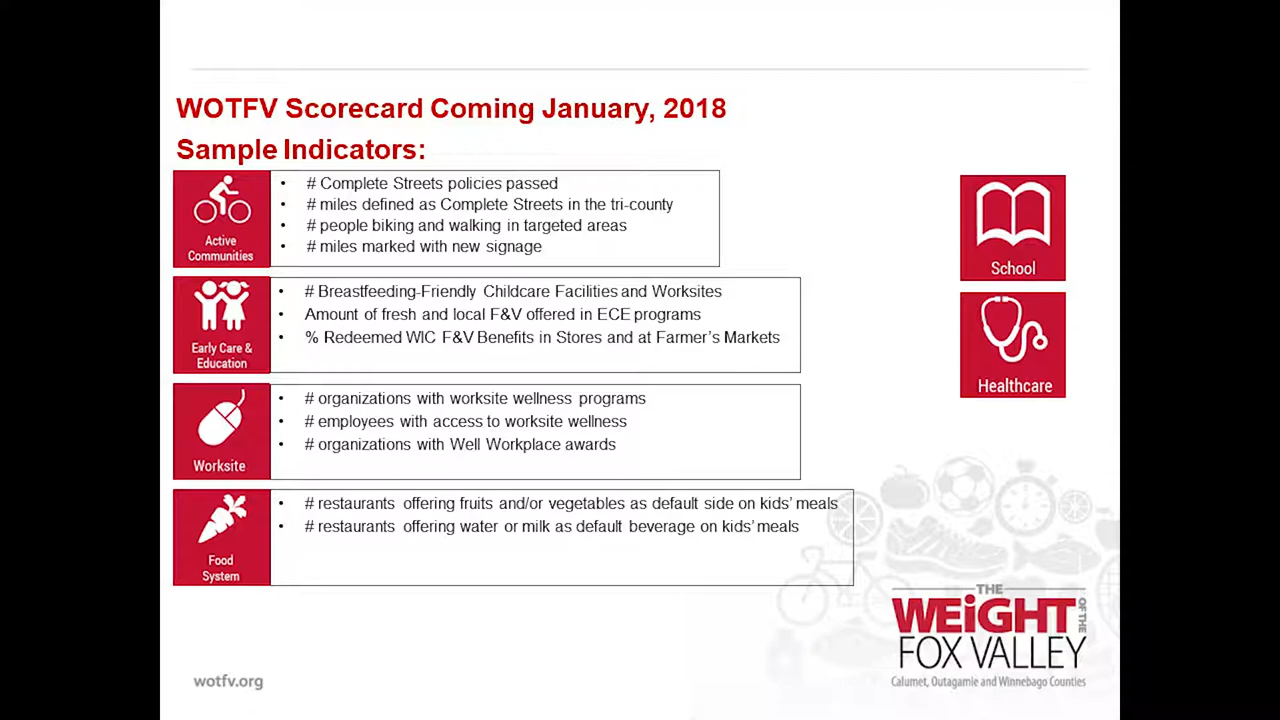 WOTFV Scorecard Coming January, 2018
Sample Indicators:
Active
Communities
• # Complete Streets policies passed
• # miles defined as Complete Streets in the tri-county
• # people biking and walking in targeted areas
• # miles marked with new signage
Early Care &
Education
• # Breastfeeding-Friendly Childcare Facilities and Worksites
• Amount of fresh and local F&V offered in ECE programs
• % Redeemed WIC F&V Benefits in Stores and at Farmer's Markets
Worksite
• # organizations with worksite wellness programs
• # employees with access to worksite wellness
• # organizations with Well Workplace awards
Food
System
• # restaurants offering fruits and/or vegetables as default side on kids' meals
• # restaurants offering water or milk as default beverage on kids' meals
School
Healthcare
THE
WEiGHT
OF THE
FOX VALLEY
Calumet, Outagamie and Winnebago Counties
wotfv.org